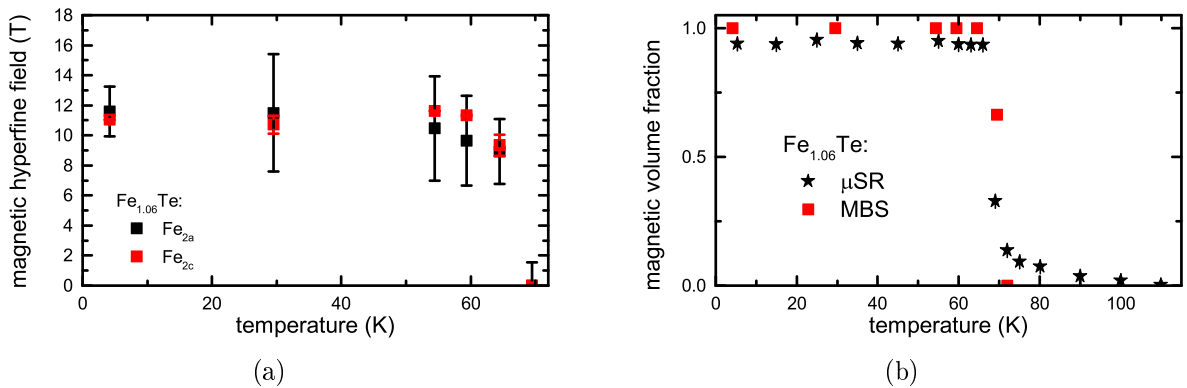 magnetic hyperfine field (T)
18
16
14
12
10
8
6
4
2
0
Fe1.06Te:
Fe2a
Fe2c
0 20 40 60
temperature (K)
(a)
magnetic volume fraction
1.0
0.5
0.0
Fe1.06Te:
μSR
MBS
0 20 40 60 80 100
temperature (K)
(b)